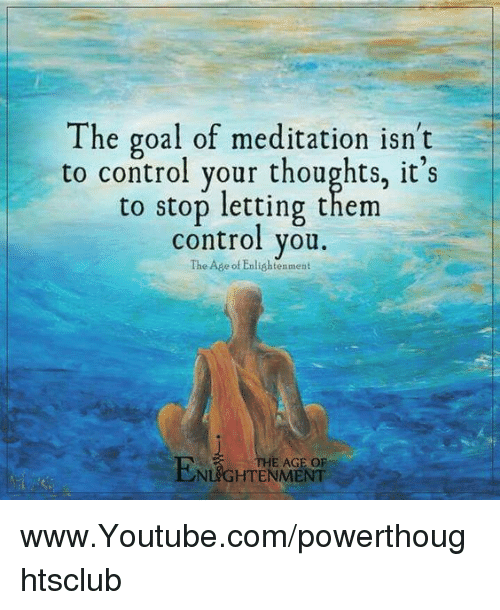 The goal of meditation isn't
to control your thoughts, it's
to stop letting them
control you.
The Age of Enlightenment
THE AGE OF
ENLIGHTENMENT
www.Youtube.com/powerthoug
htsclub